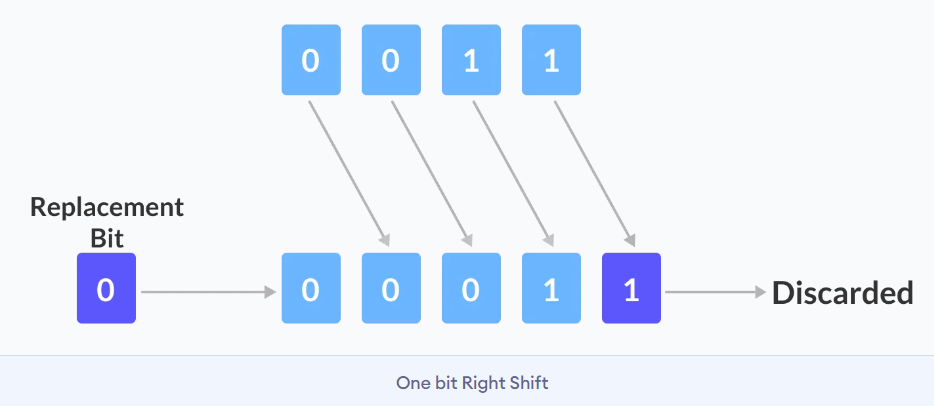 0 0 1 1
Replacement
Bit
0 0 0 0 1 1 Discarded
One bit Right Shift